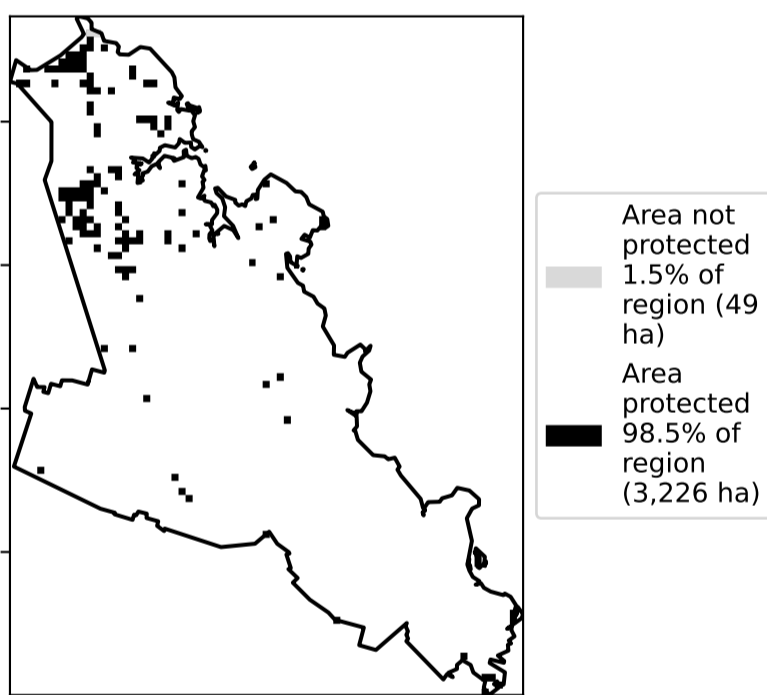 Area not
protected
1.5% of
region (49
ha)
Area
protected
98.5% of
region
(3,226 ha)